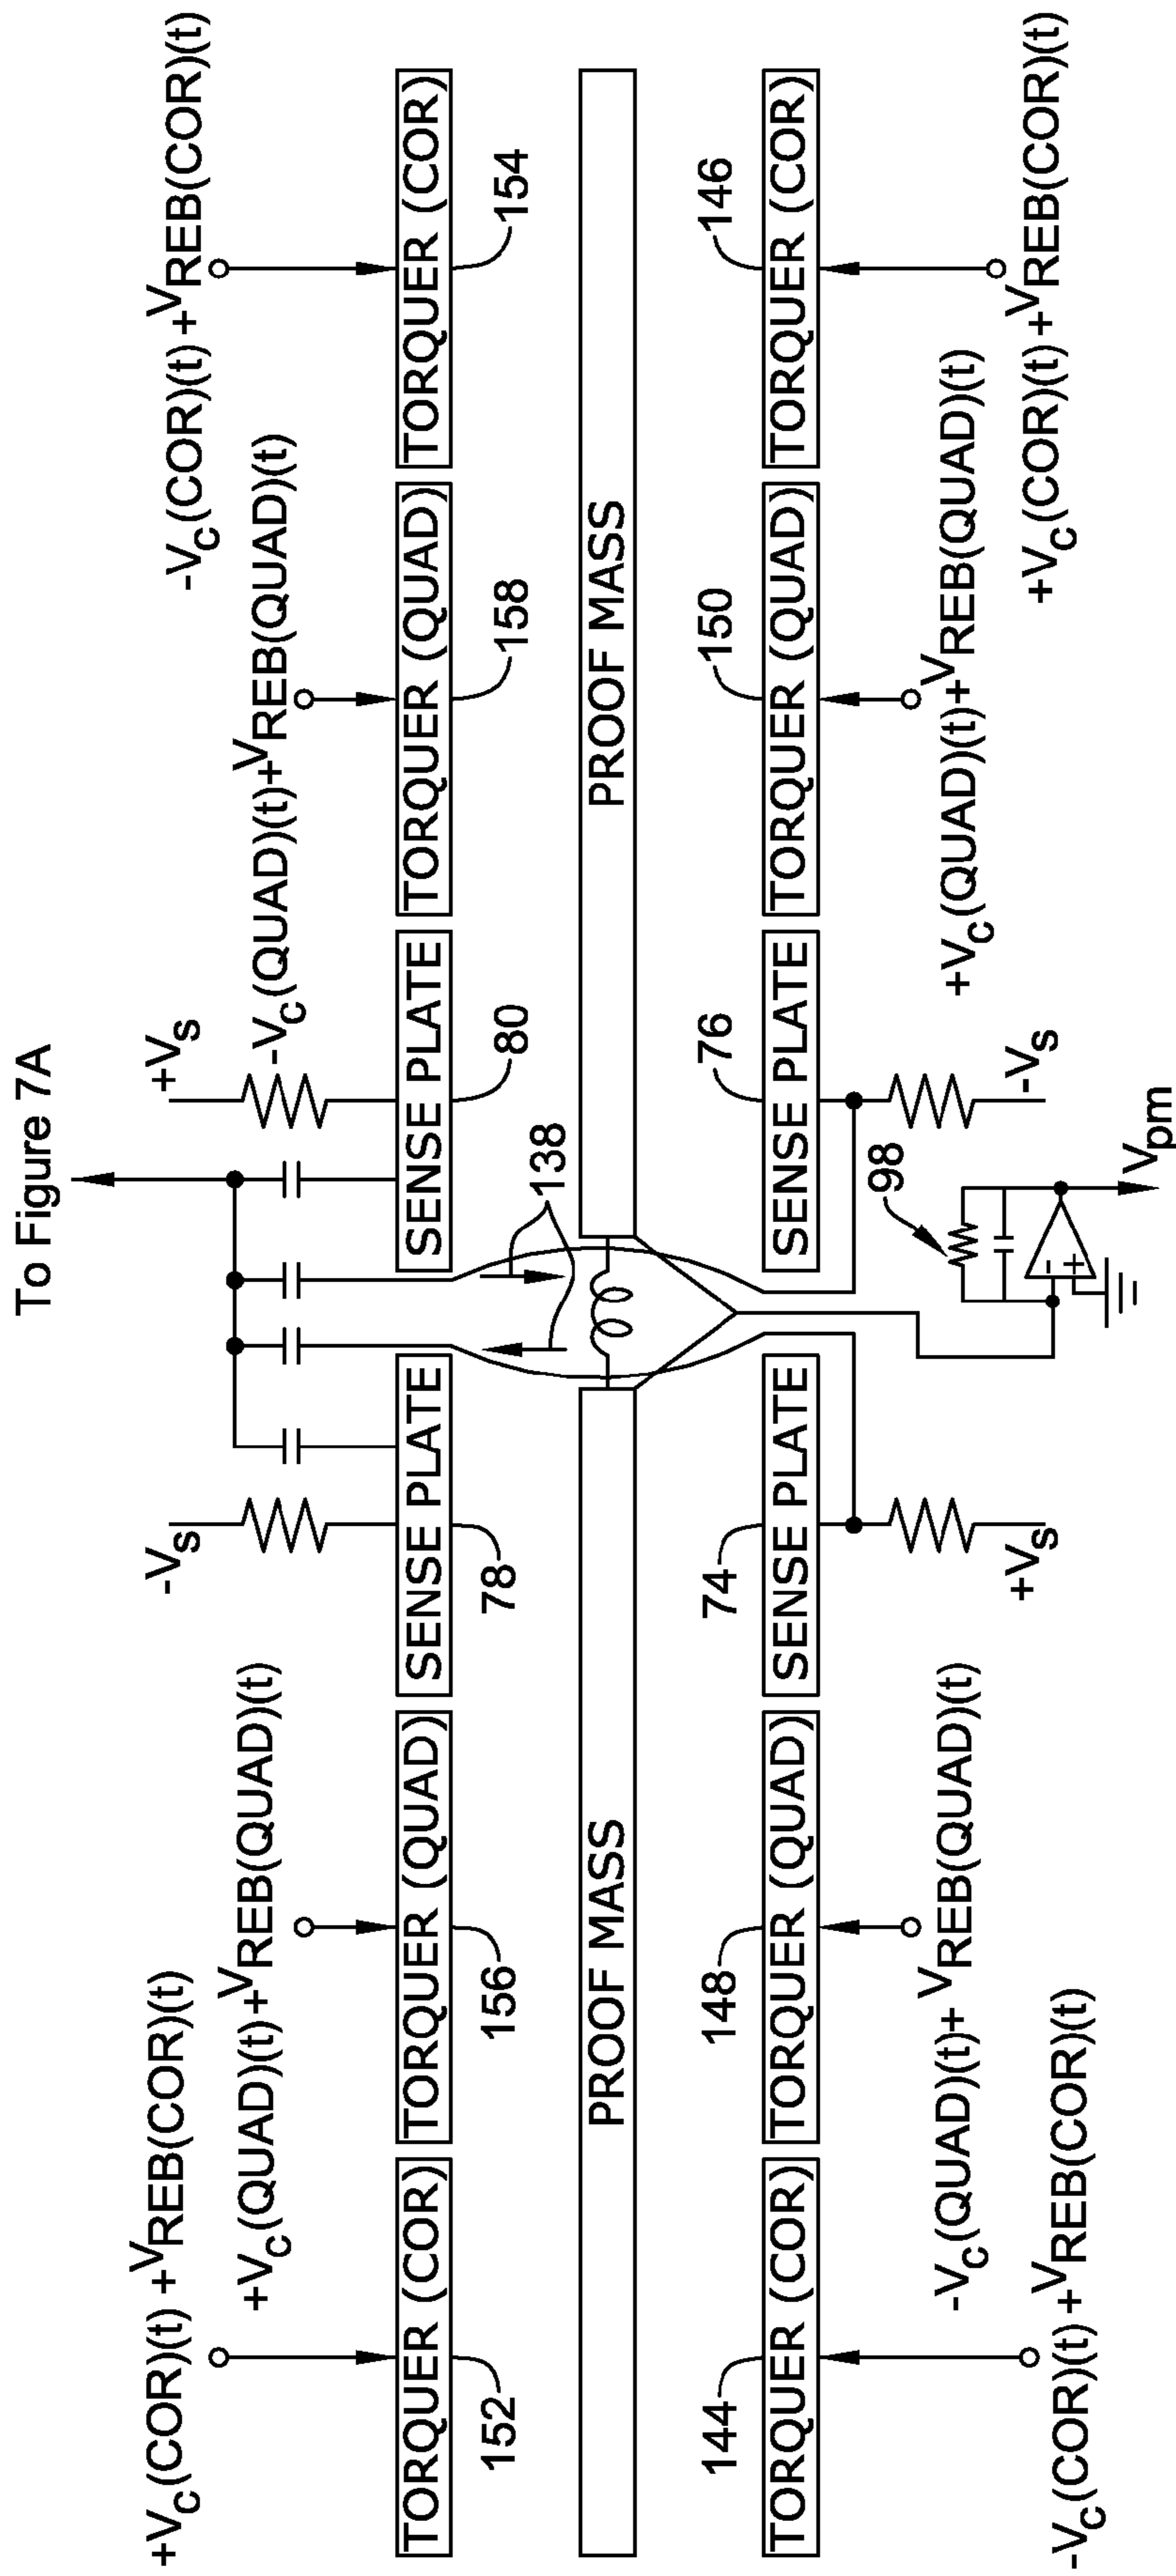 To Figure 7A
+Vc(COR)(t) +VREB(COR)(t)
+Vc(QUAD)(t)+VREB(QUAD)(t)
-Vs
+Vs
-Vc(QUAD)(t)+VREB(QUAD)(t)
-Vc(COR)(t) +VREB(COR)(t)
TORQUER (COR)
TORQUER (QUAD)
SENSE PLATE
SENSE PLATE
TORQUER (QUAD)
TORQUER (COR)
152
156
78
138
80
158
154
PROOF MASS
PROOF MASS
144
148
74
76
150
146
TORQUER (COR)
TORQUER (QUAD)
SENSE PLATE
SENSE PLATE
TORQUER (QUAD)
TORQUER (COR)
98
-
+
-Vc(QUAD)(t)+ VREB(QUAD)(t)
+Vs
-Vs
+Vc(QUAD)(t)+VREB(QUAD)(t)
-Vc(COR)(t) +VREB(COR)(t)
Vpm
+Vc(COR)(t) +VREB(COR)(t)